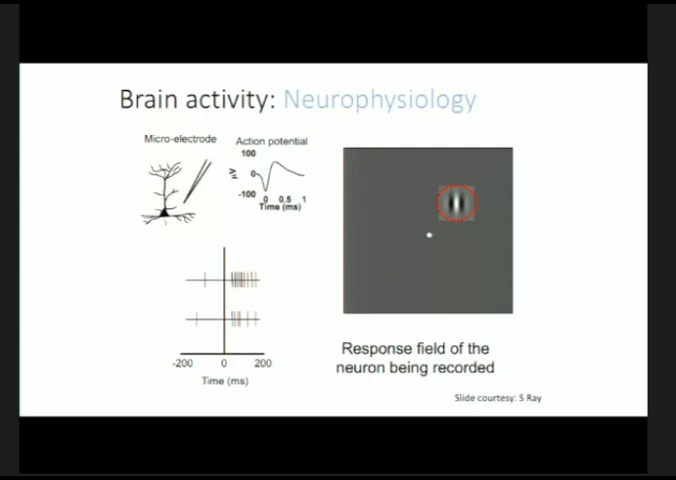 Brain activity: Neurophysiology
Micro-electrode
Action potential
100
0
-100
μV
0 0.5 1
Time (ms)
-200 0 200
Time (ms)
Response field of the
neuron being recorded
Slide courtesy: S Ray